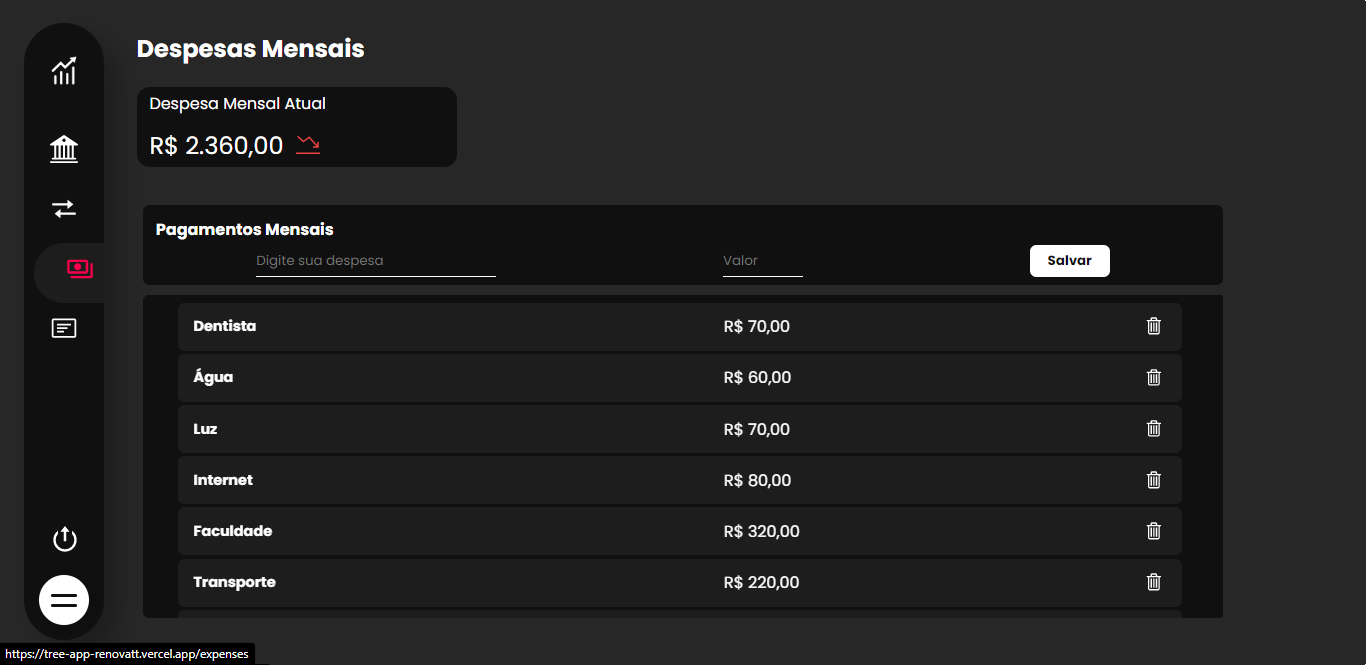 Despesas Mensais
Despesa Mensal Atual
R$ 2.360,00
Pagamentos Mensais
Digite sua despesa Valor Salvar
Dentista R$ 70,00
Água R$ 60,00
Luz R$ 70,00
Internet R$ 80,00
Faculdade R$ 320,00
Transporte R$ 220,00
https://tree-app-renovatt.vercel.app/expenses